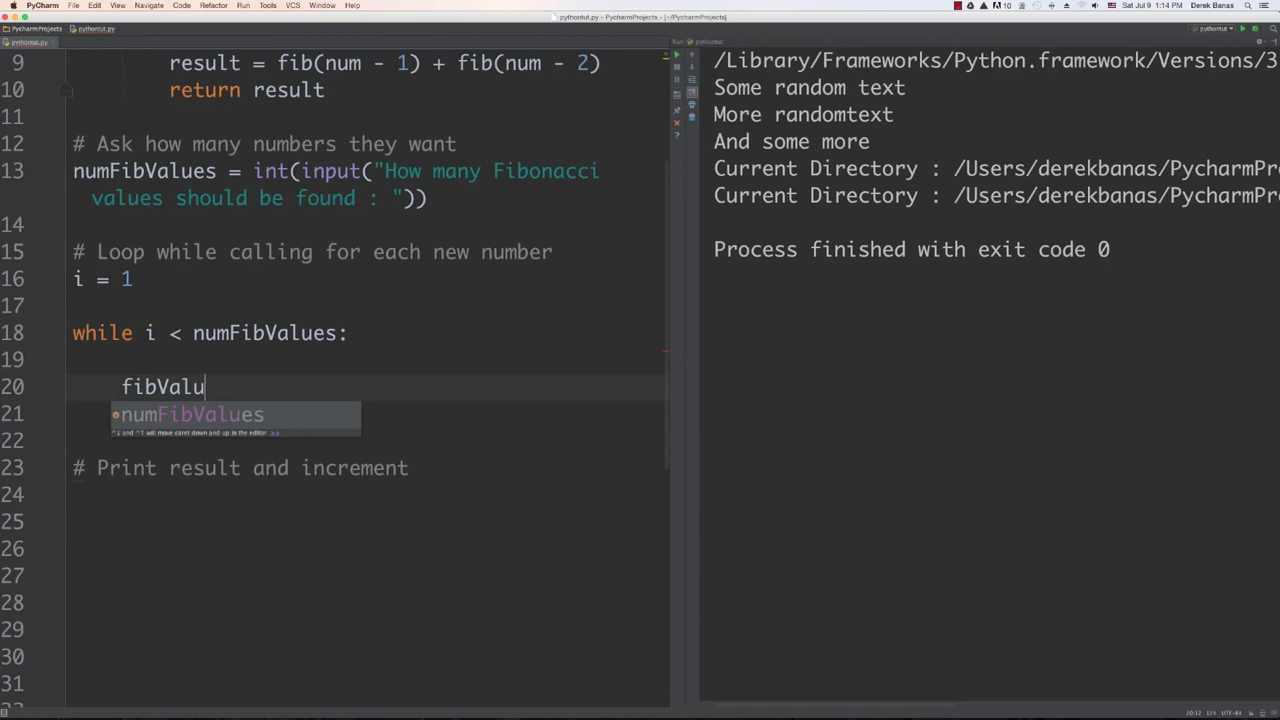 PyCharm File Edit View Navigate Code Refactor Run Tools VCS Window Help
10 Sat Jul 9 1:14 PM Derek Banas
pythontut.py - PycharmProjects - [~/PycharmProjects]
PycharmProjects pythontut.py pythontut
pythontut.py Run pythontut
9 result = fib(num - 1) + fib(num - 2)
10 return result
11
12 # Ask how many numbers they want
13 numFibValues = int(input("How many Fibonacci
values should be found : "))
14
15 # Loop while calling for each new number
16 i = 1
17
18 while i < numFibValues:
19
20 fibValu
21 numFibValues
^↓ and ^↑ will move caret down and up in the editor >>
22
23 # Print result and increment
24
25
26
27
28
29
30
31
32
/Library/Frameworks/Python.framework/Versions/3
Some random text
More randomtext
And some more
Current Directory : /Users/derekbanas/PycharmPr
Current Directory : /Users/derekbanas/PycharmPr
Process finished with exit code 0
20:12 LF≑ UTF-8≑